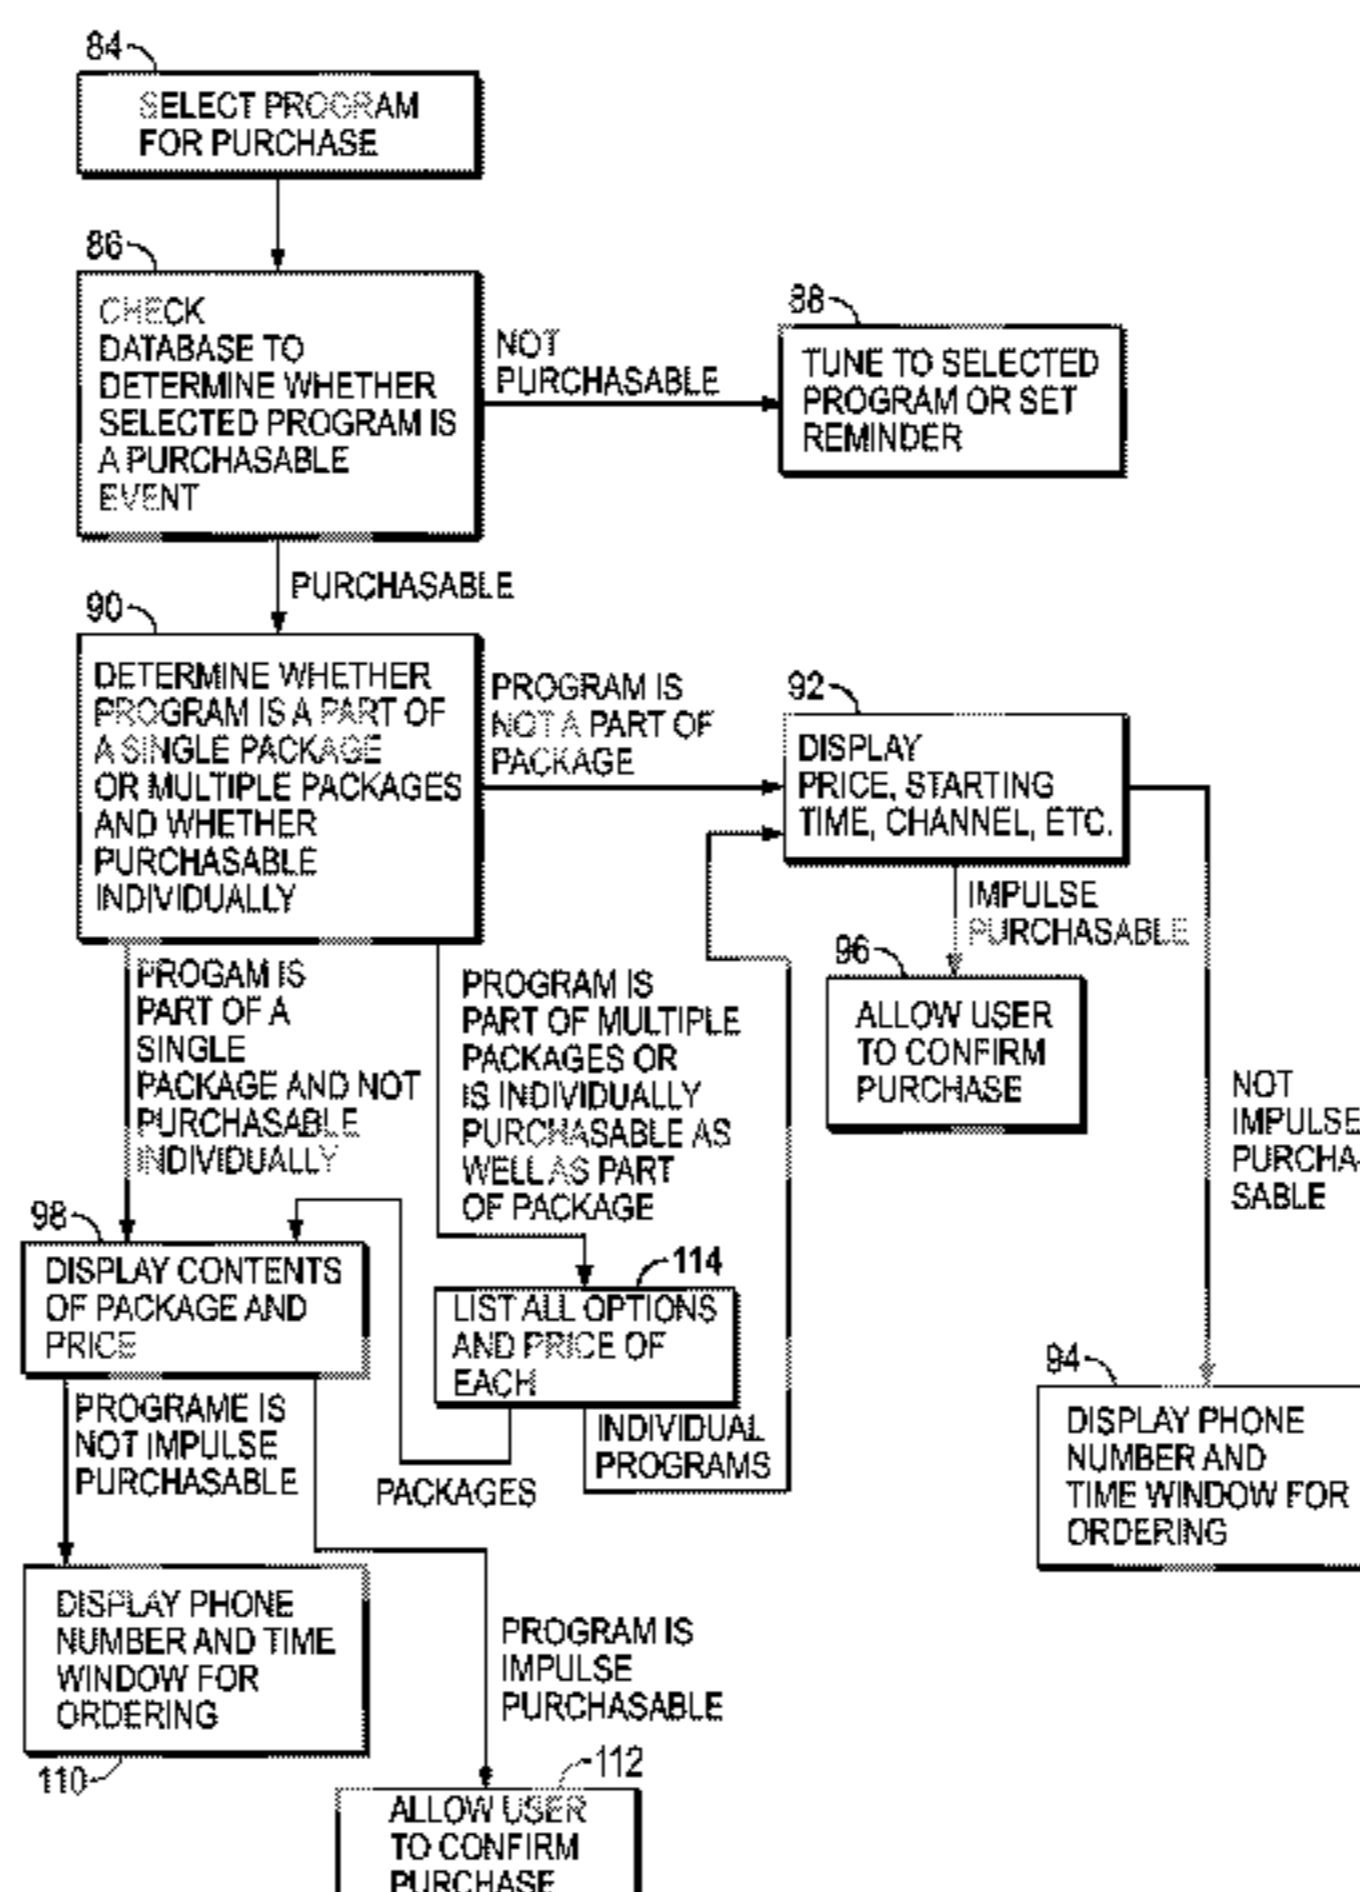 84
SELECT PROGRAM
FOR PURCHASE
86
CHECK
DATABASE TO
DETERMINE WHETHER
SELECTED PROGRAM IS
A PURCHASABLE
EVENT
NOT
PURCHASABLE
88
TUNE TO SELECTED
PROGRAM OR SET
REMINDER
PURCHASABLE
90
DETERMINE WHETHER
PROGRAM IS A PART OF
A SINGLE PACKAGE
OR MULTIPLE PACKAGES
AND WHETHER
PURCHASABLE
INDIVIDUALLY
PROGRAM IS
NOT A PART OF
PACKAGE
92
DISPLAY
PRICE, STARTING
TIME, CHANNEL, ETC.
IMPULSE
PURCHASABLE
96
ALLOW USER
TO CONFIRM
PURCHASE
NOT
IMPULSE
PURCHA-
SABLE
PROGAM IS
PART OF A
SINGLE
PACKAGE AND NOT
PURCHASABLE
INDIVIDUALLY
PROGRAM IS
PART OF MULTIPLE
PACKAGES OR
IS INDIVIDUALLY
PURCHASABLE AS
WELL AS PART
OF PACKAGE
98
DISPLAY CONTENTS
OF PACKAGE AND
PRICE
114
LIST ALL OPTIONS
AND PRICE OF
EACH
94
DISPLAY PHONE
NUMBER AND
TIME WINDOW FOR
ORDERING
PROGRAME IS
NOT IMPULSE
PURCHASABLE
PACKAGES
INDIVIDUAL
PROGRAMS
DISPLAY PHONE
NUMBER AND TIME
WINDOW FOR
ORDERING
110
PROGRAM IS
IMPULSE
PURCHASABLE
112
ALLOW USER
TO CONFIRM
PURCHASE